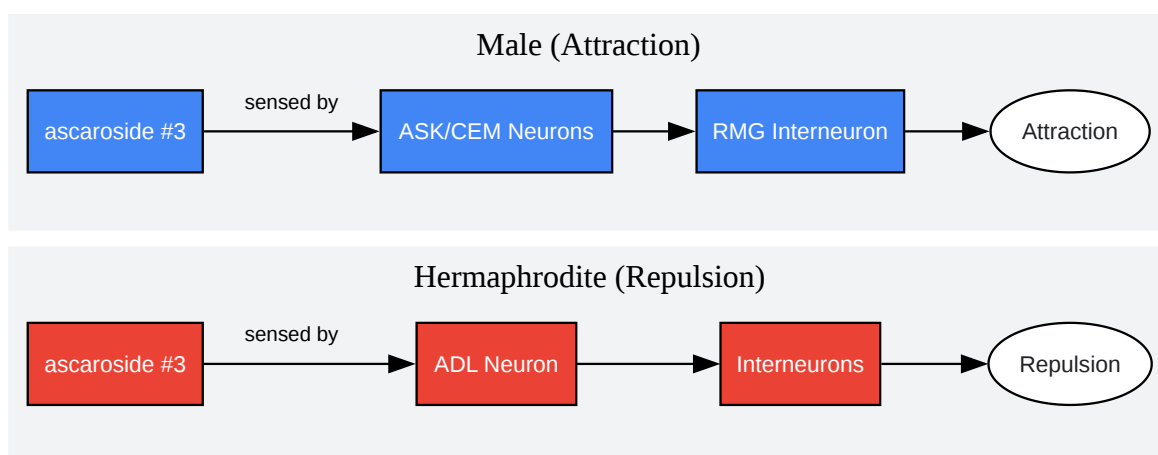 Male (Attraction)
sensed by
ascaroside #3
ASK/CEM Neurons
RMG Interneuron
Attraction
Hermaphrodite (Repulsion)
sensed by
ascaroside #3
ADL Neuron
Interneurons
Repulsion